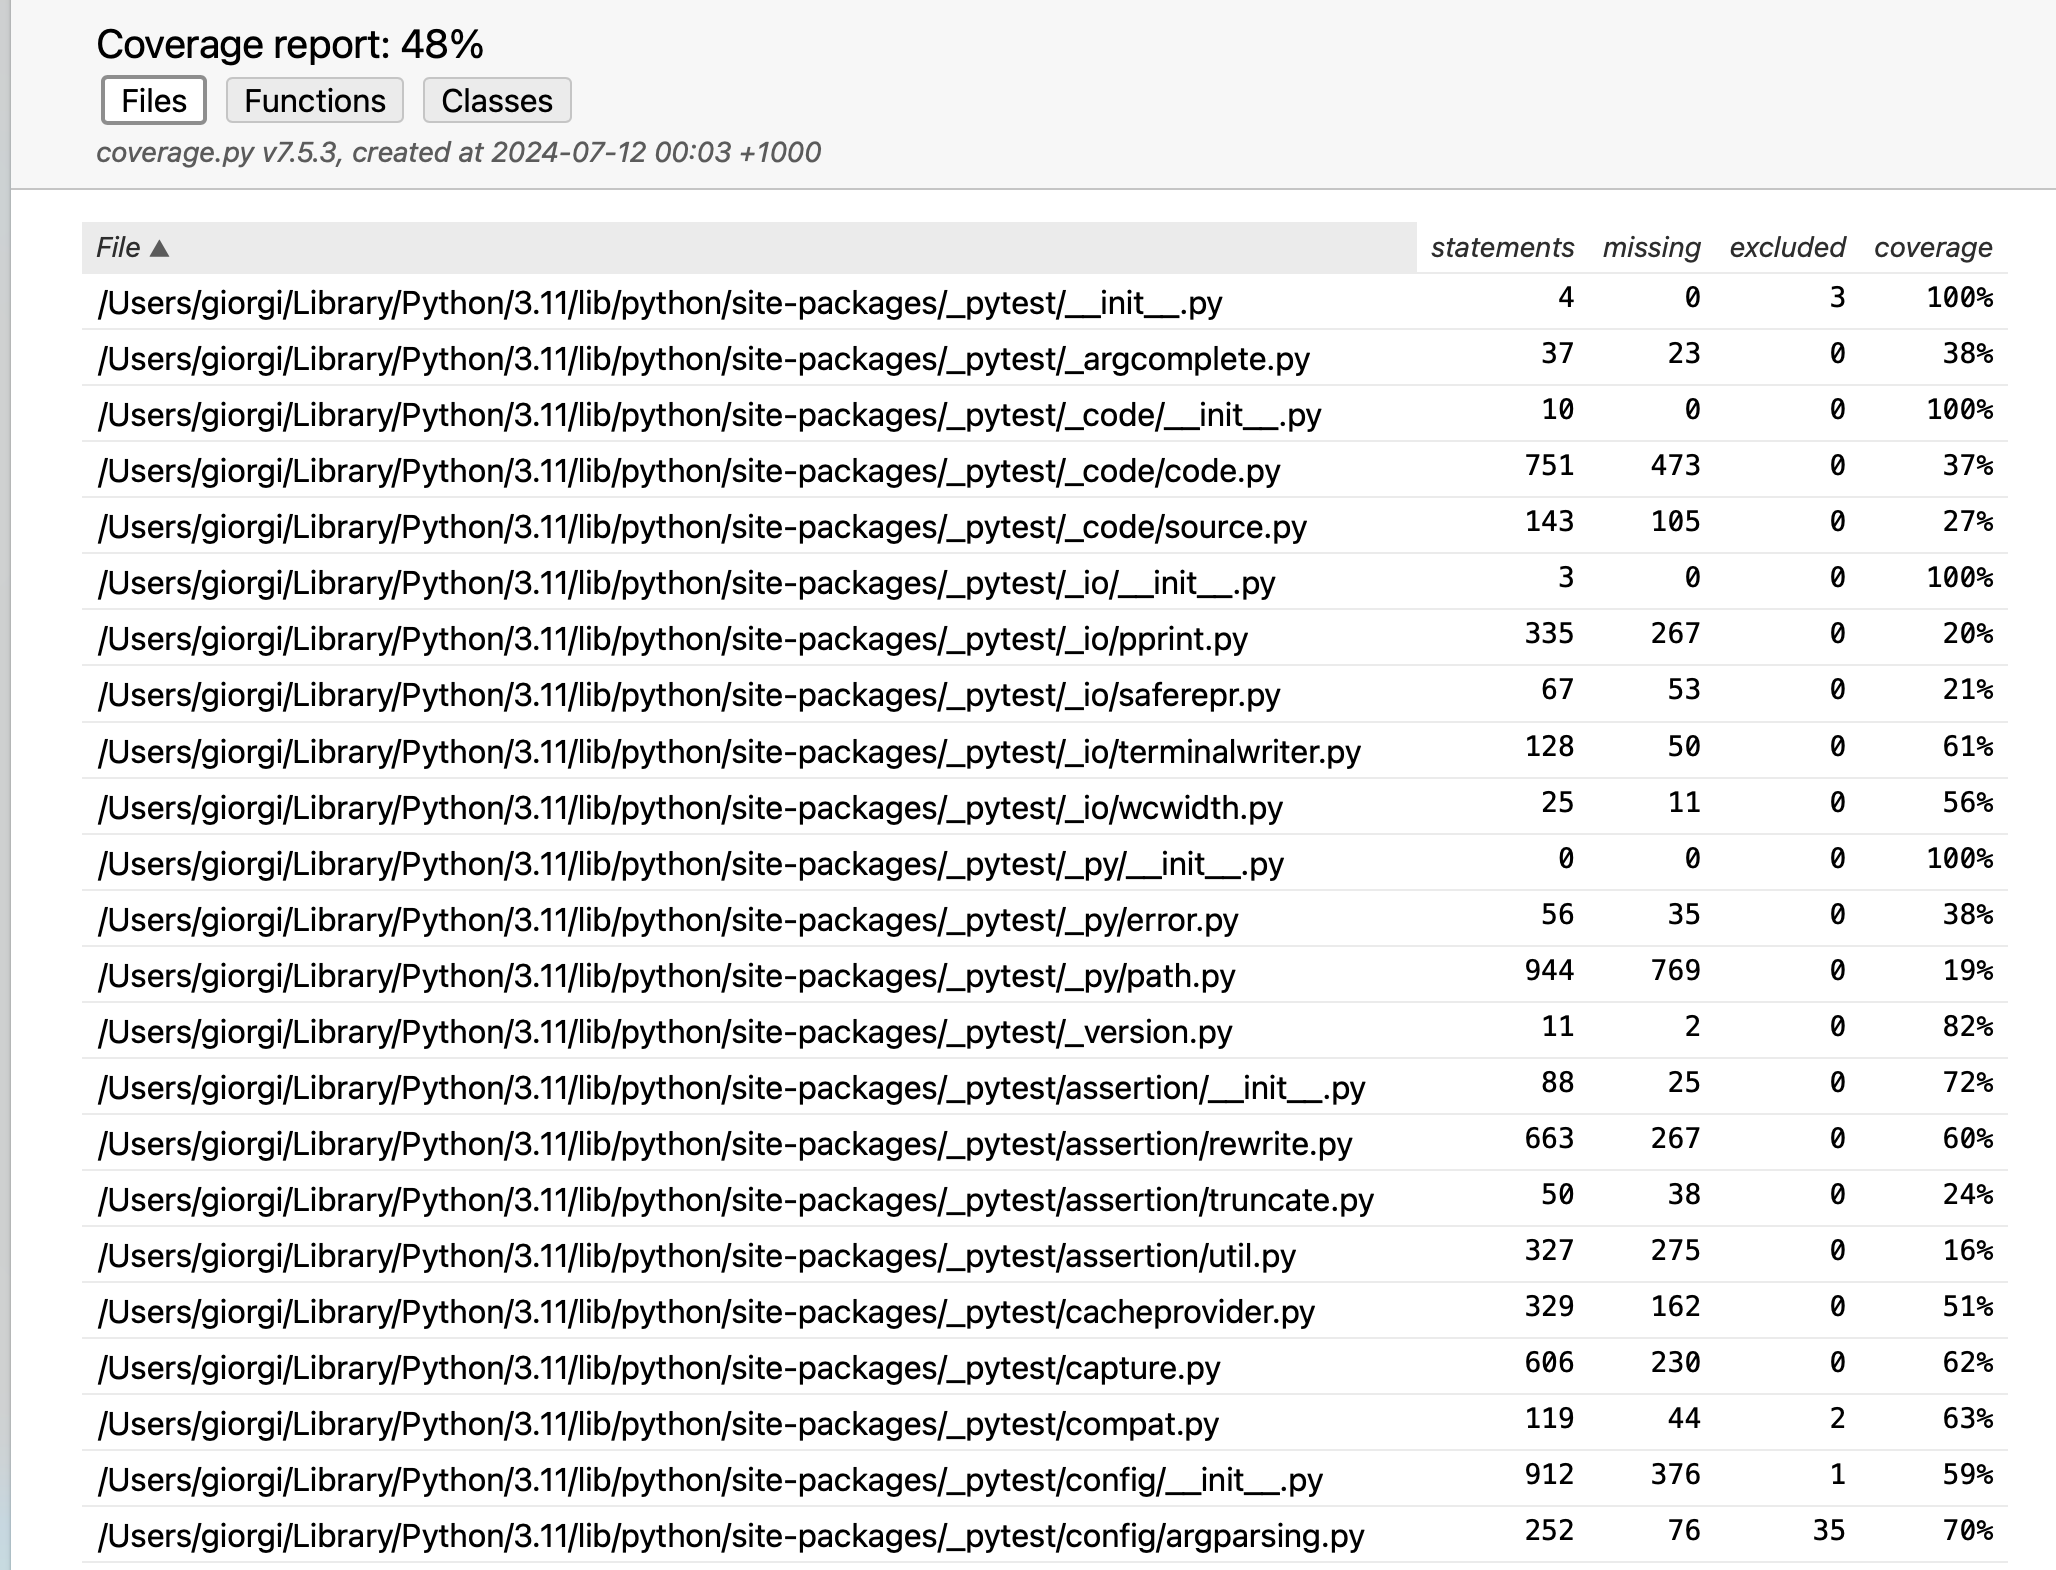 Coverage report: 48%
Files Functions Classes
coverage.py v7.5.3, created at 2024-07-12 00:03 +1000
File ▲ statements missing excluded coverage
/Users/giorgi/Library/Python/3.11/lib/python/site-packages/_pytest/__init__.py 4 0 3 100%
/Users/giorgi/Library/Python/3.11/lib/python/site-packages/_pytest/_argcomplete.py 37 23 0 38%
/Users/giorgi/Library/Python/3.11/lib/python/site-packages/_pytest/_code/__init__.py 10 0 0 100%
/Users/giorgi/Library/Python/3.11/lib/python/site-packages/_pytest/_code/code.py 751 473 0 37%
/Users/giorgi/Library/Python/3.11/lib/python/site-packages/_pytest/_code/source.py 143 105 0 27%
/Users/giorgi/Library/Python/3.11/lib/python/site-packages/_pytest/_io/__init__.py 3 0 0 100%
/Users/giorgi/Library/Python/3.11/lib/python/site-packages/_pytest/_io/pprint.py 335 267 0 20%
/Users/giorgi/Library/Python/3.11/lib/python/site-packages/_pytest/_io/saferepr.py 67 53 0 21%
/Users/giorgi/Library/Python/3.11/lib/python/site-packages/_pytest/_io/terminalwriter.py 128 50 0 61%
/Users/giorgi/Library/Python/3.11/lib/python/site-packages/_pytest/_io/wcwidth.py 25 11 0 56%
/Users/giorgi/Library/Python/3.11/lib/python/site-packages/_pytest/_py/__init__.py 0 0 0 100%
/Users/giorgi/Library/Python/3.11/lib/python/site-packages/_pytest/_py/error.py 56 35 0 38%
/Users/giorgi/Library/Python/3.11/lib/python/site-packages/_pytest/_py/path.py 944 769 0 19%
/Users/giorgi/Library/Python/3.11/lib/python/site-packages/_pytest/_version.py 11 2 0 82%
/Users/giorgi/Library/Python/3.11/lib/python/site-packages/_pytest/assertion/__init__.py 88 25 0 72%
/Users/giorgi/Library/Python/3.11/lib/python/site-packages/_pytest/assertion/rewrite.py 663 267 0 60%
/Users/giorgi/Library/Python/3.11/lib/python/site-packages/_pytest/assertion/truncate.py 50 38 0 24%
/Users/giorgi/Library/Python/3.11/lib/python/site-packages/_pytest/assertion/util.py 327 275 0 16%
/Users/giorgi/Library/Python/3.11/lib/python/site-packages/_pytest/cacheprovider.py 329 162 0 51%
/Users/giorgi/Library/Python/3.11/lib/python/site-packages/_pytest/capture.py 606 230 0 62%
/Users/giorgi/Library/Python/3.11/lib/python/site-packages/_pytest/compat.py 119 44 2 63%
/Users/giorgi/Library/Python/3.11/lib/python/site-packages/_pytest/config/__init__.py 912 376 1 59%
/Users/giorgi/Library/Python/3.11/lib/python/site-packages/_pytest/config/argparsing.py 252 76 35 70%